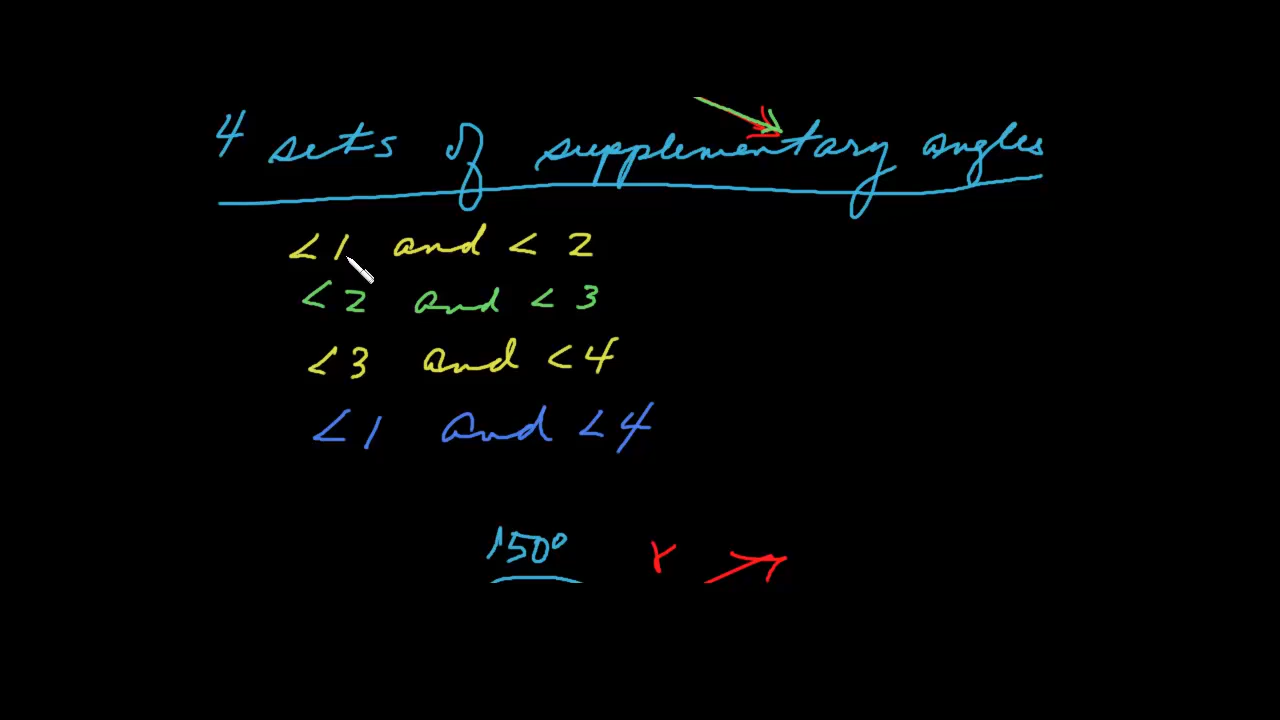 4 sets of supplementary angles
<1 and < 2
<2 and < 3
<3 and <4
<1 and <4
150° x